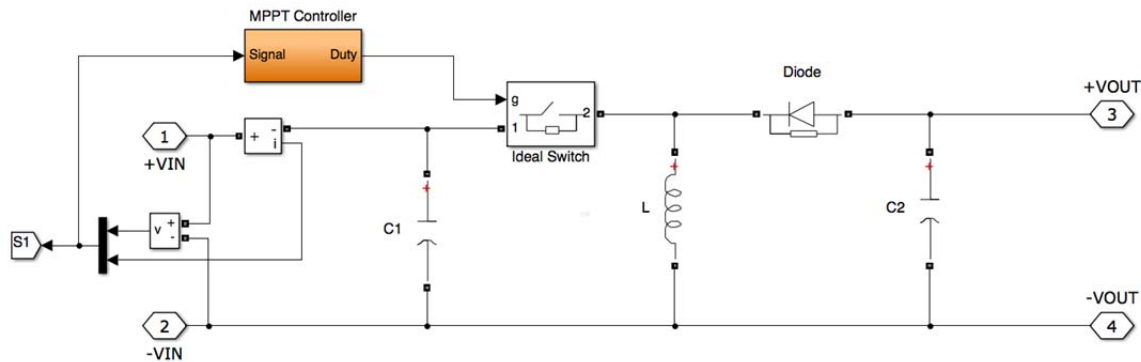 MPPT Controller
Signal
Duty
Diode
+VOUT
3
g
1
2
Ideal Switch
1
+VIN
+
-
i
+
L
+
C1
+
C2
S1
v
+
-
2
-VIN
-VOUT
4